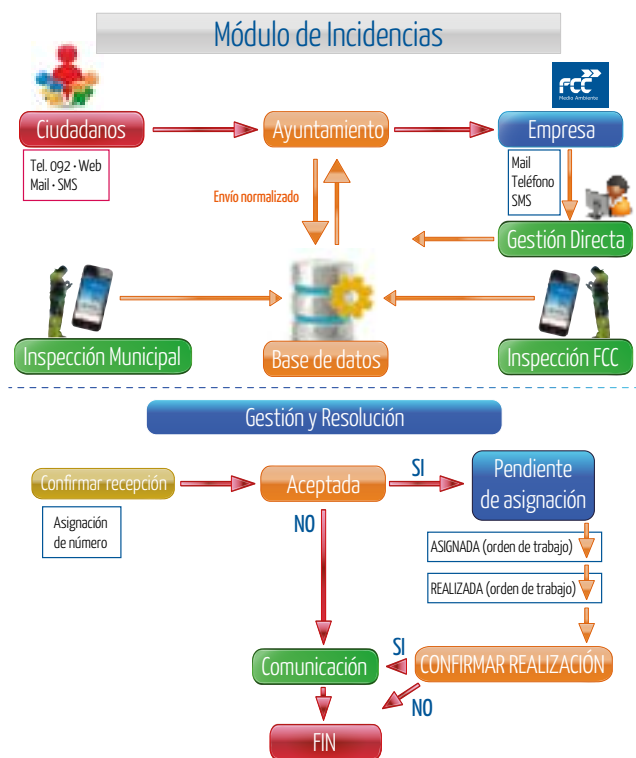 Módulo de Incidencias
FCC
Medio Ambiente
Ciudadanos
Ayuntamiento
Empresa
Tel. 092 · Web
Mail · SMS
Mail
Teléfono
SMS
Envío normalizado
Gestión Directa
Inspección Municipal
Base de datos
Inspección FCC
Gestión y Resolución
Confirmar recepción
Aceptada
SI
Pendiente
de asignación
Asignación
de número
NO
ASIGNADA (orden de trabajo)
REALIZADA (orden de trabajo)
Comunicación
SI
CONFIRMAR REALIZACIÓN
NO
FIN